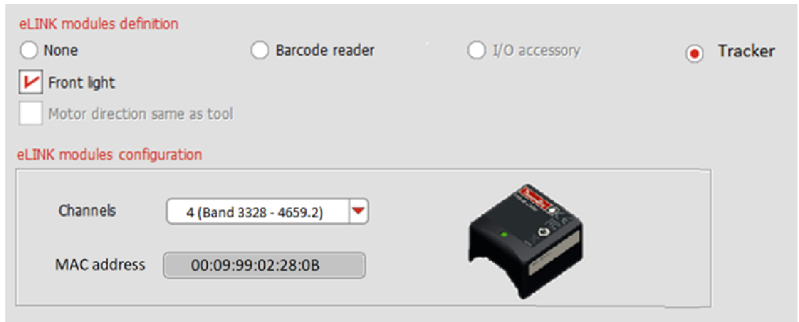 eLINK modules definition
None Barcode reader I/O accessory Tracker
Front light
Motor direction same as tool
eLINK modules configuration
Channels 4 (Band 3328 - 4659.2)
MAC address 00:09:99:02:28:0B